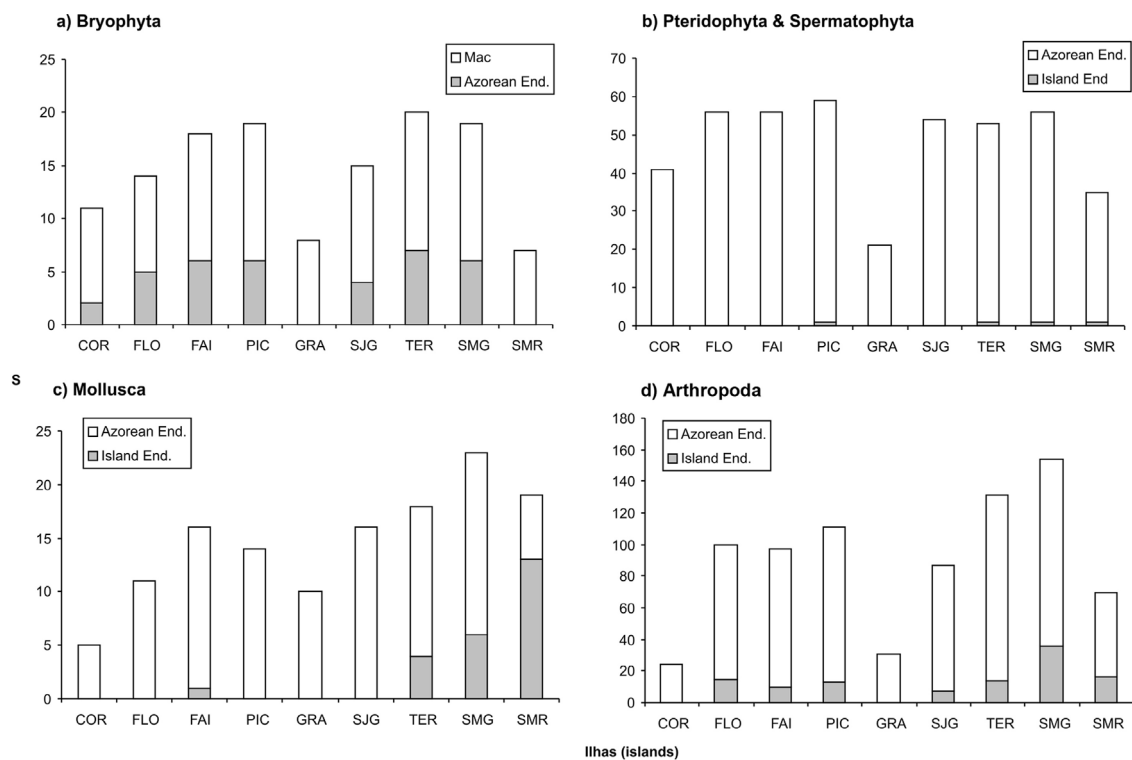 a) Bryophyta
25
20
15
10
5
0
Mac
Azorean End.
COR FLO FAI PIC GRA SJG TER SMG SMR
b) Pteridophyta & Spermatophyta
70
60
50
40
30
20
10
0
Azorean End.
Island End
COR FLO FAI PIC GRA SJG TER SMG SMR
S
c) Mollusca
25
20
15
10
5
0
Azorean End.
Island End.
COR FLO FAI PIC GRA SJG TER SMG SMR
d) Arthropoda
180
160
140
120
100
80
60
40
20
0
Azorean End.
Island End.
COR FLO FAI PIC GRA SJG TER SMG SMR
Ilhas (islands)